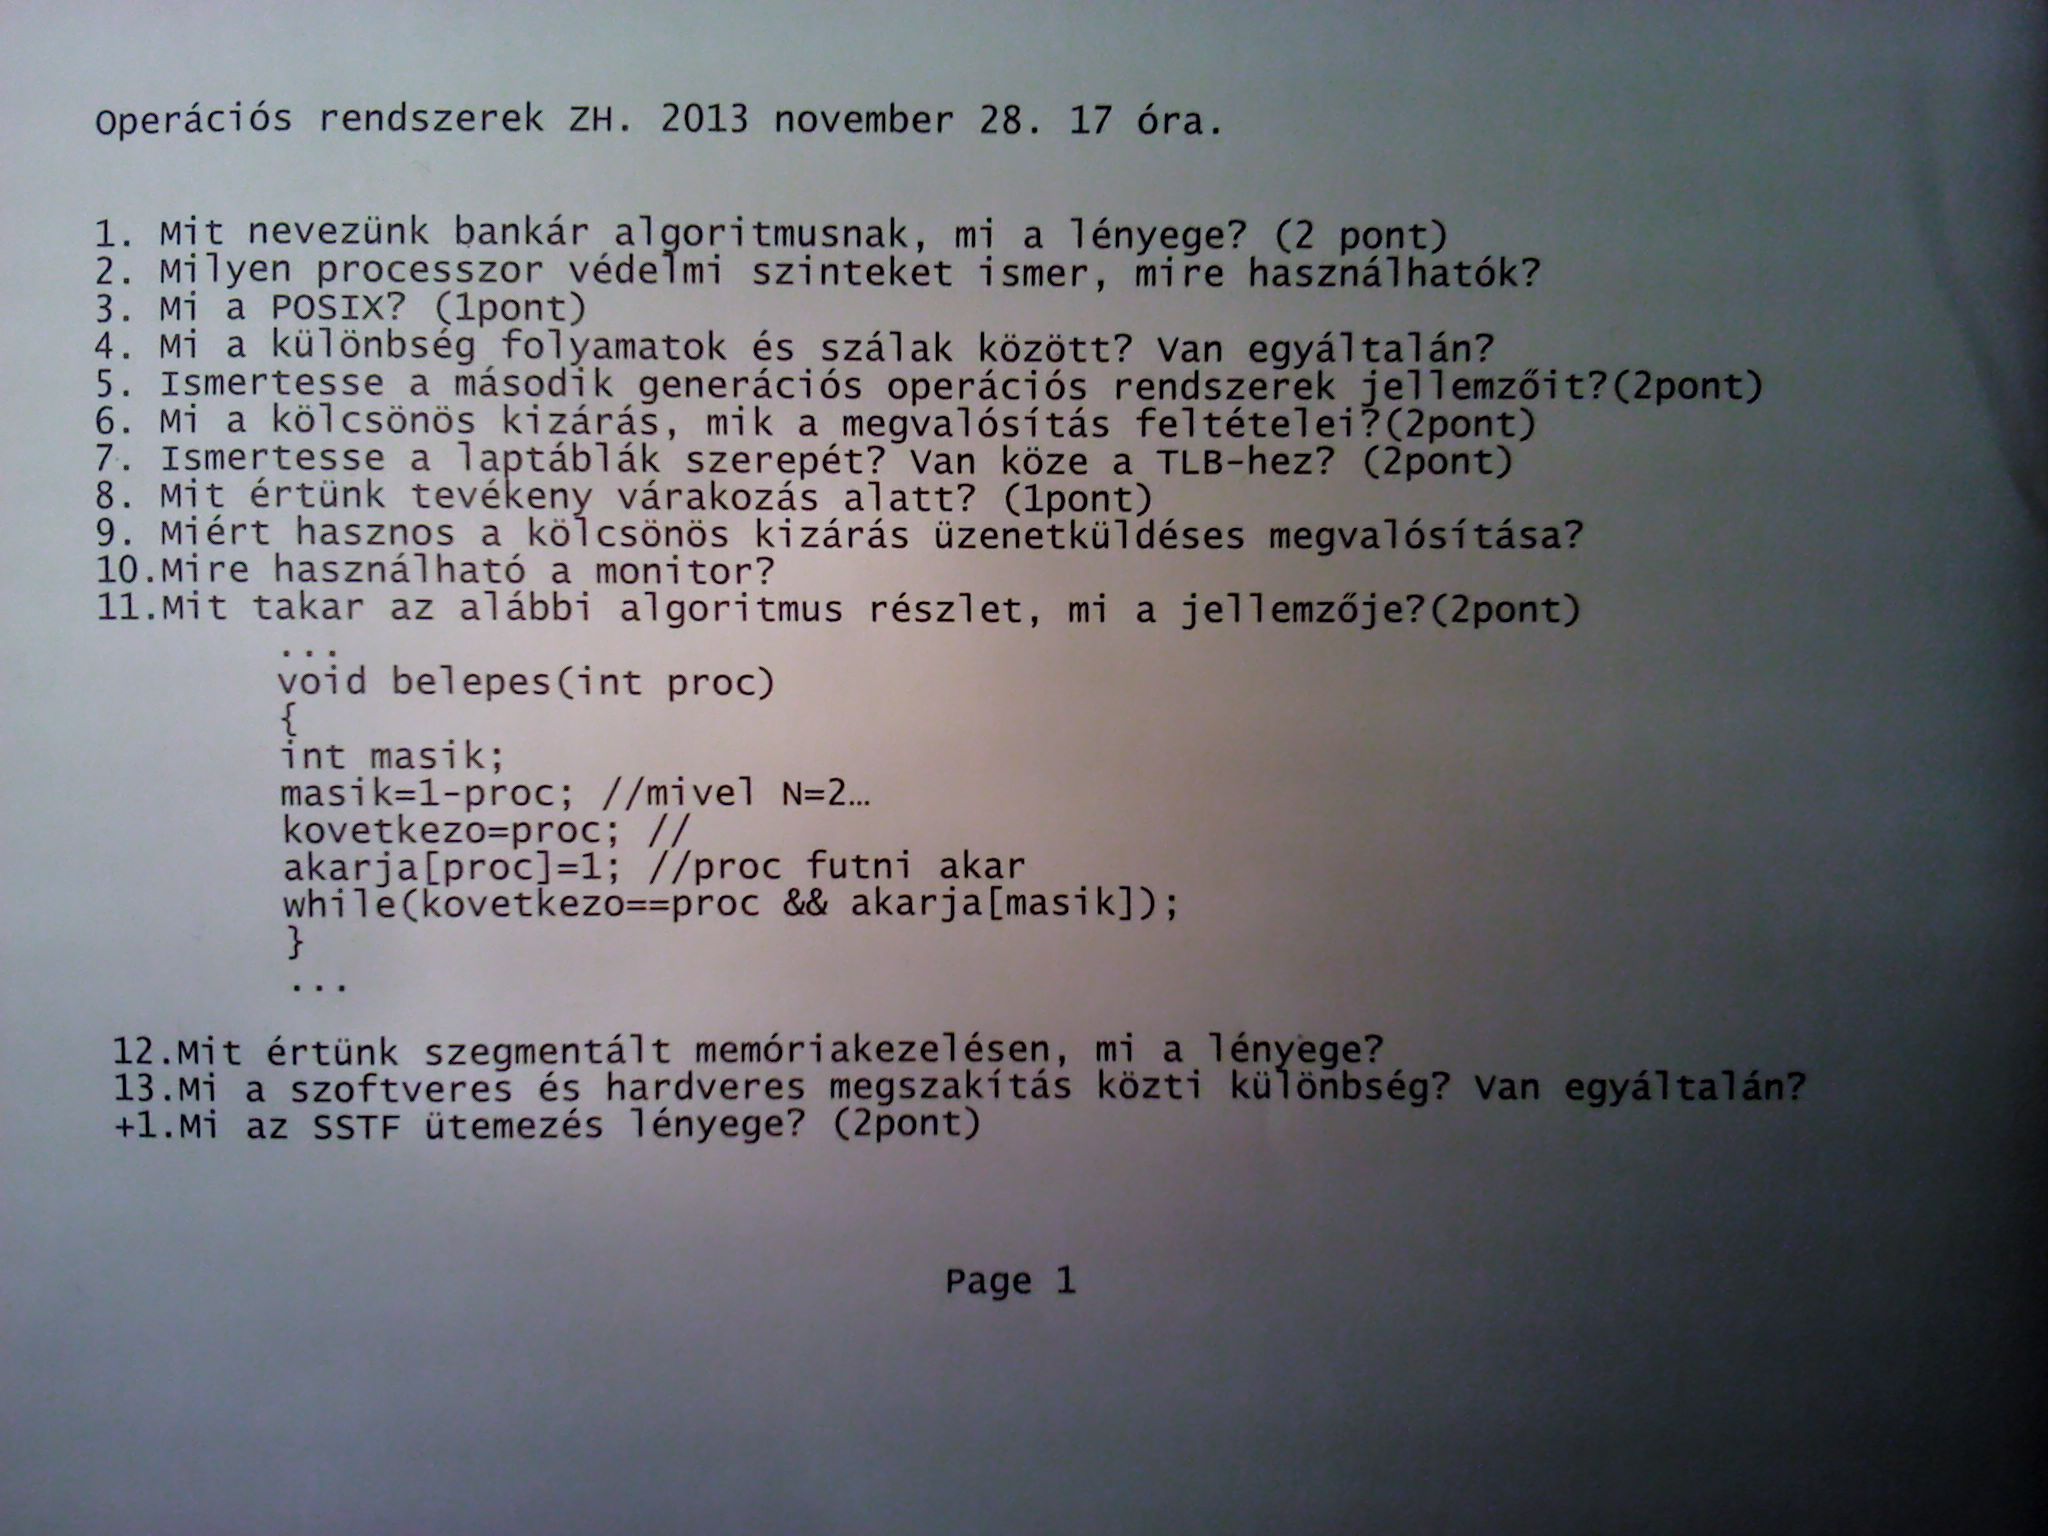 Operációs rendszerek ZH. 2013 november 28. 17 óra.
1. Mit nevezünk bankár algoritmusnak, mi a lényege? (2 pont)
2. Milyen processzor védelmi szinteket ismer, mire használhatók?
3. Mi a POSIX? (1pont)
4. Mi a különbség folyamatok és szálak között? Van egyáltalán?
5. Ismertesse a második generációs operációs rendszerek jellemzőit?(2pont)
6. Mi a kölcsönös kizárás, mik a megvalósítás feltételei?(2pont)
7. Ismertesse a laptáblák szerepét? Van köze a TLB-hez? (2pont)
8. Mit értünk tevékeny várakozás alatt? (1pont)
9. Miért hasznos a kölcsönös kizárás üzenetküldéses megvalósítása?
10.Mire használható a monitor?
11.Mit takar az alábbi algoritmus részlet, mi a jellemzője?(2pont)
...
void belepes(int proc)
{
int masik;
masik=1-proc; //mivel N=2…
kovetkezo=proc; //
akarja[proc]=1; //proc futni akar
while(kovetkezo==proc && akarja[masik]);
}
...
12.Mit értünk szegmentált memóriakezelésen, mi a lényege?
13.Mi a szoftveres és hardveres megszakítás közti különbség? Van egyáltalán?
+1.Mi az SSTF ütemezés lényege? (2pont)
Page 1